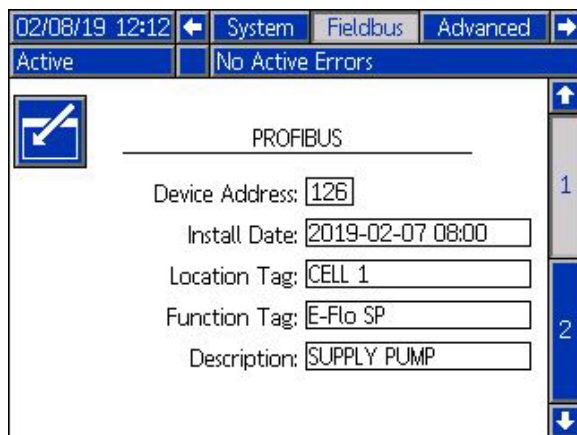 02/08/19 12:12 System Fieldbus Advanced
Active No Active Errors
PROFIBUS
1
Device Address: 126
Install Date: 2019-02-07 08:00
Location Tag: CELL 1
Function Tag: E-Flo SP
2
Description: SUPPLY PUMP